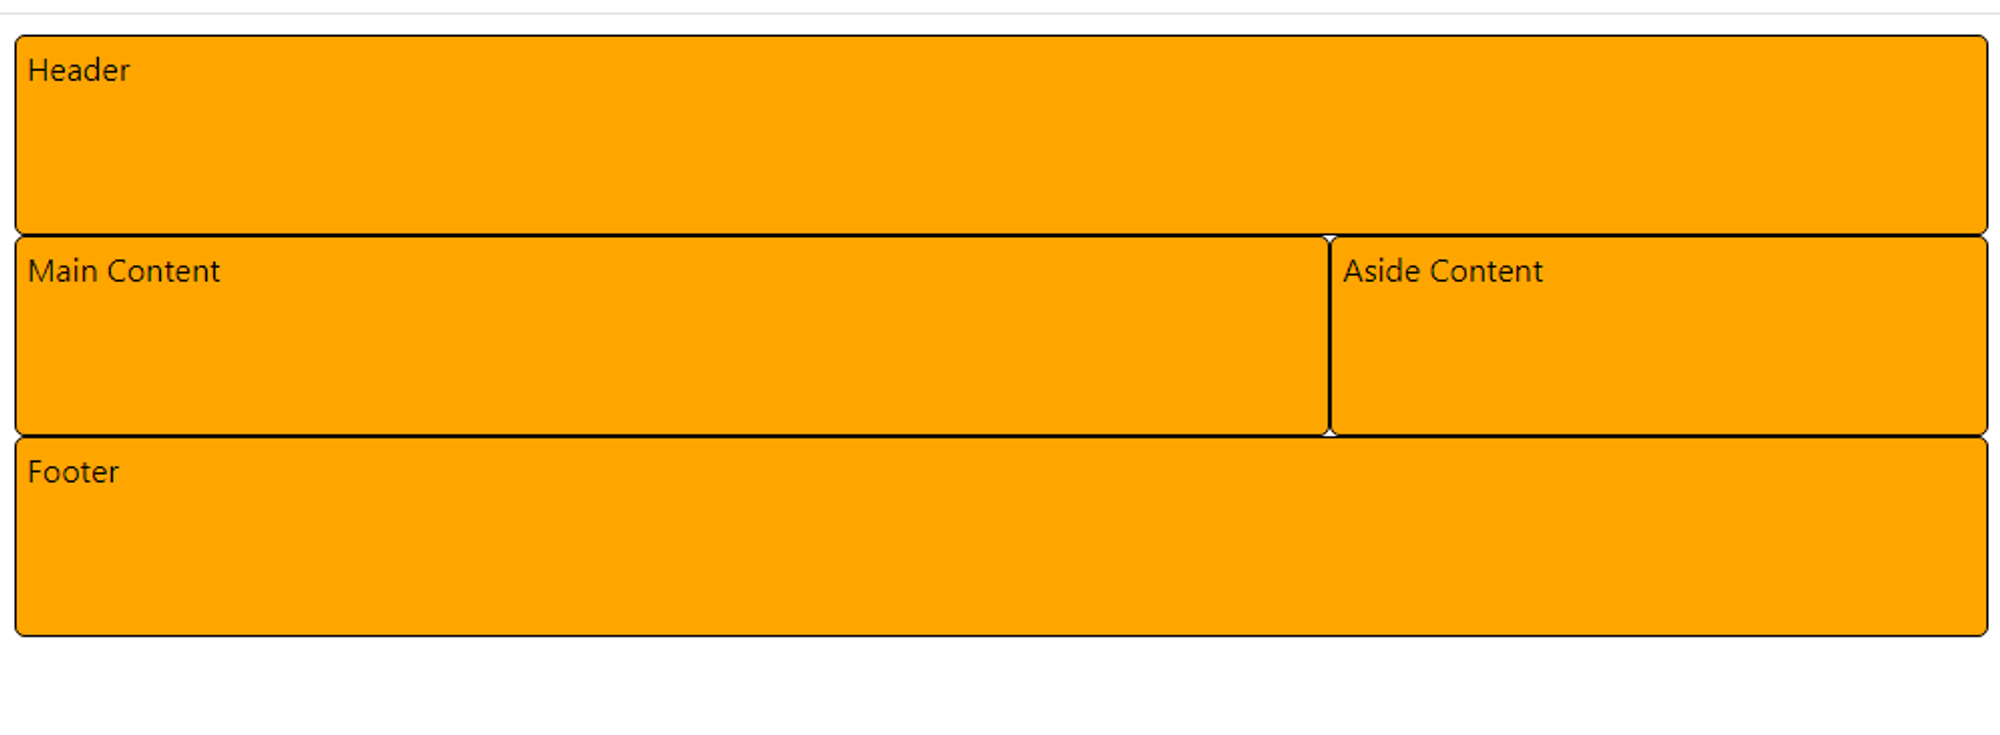 Header
Main Content
Aside Content
Footer